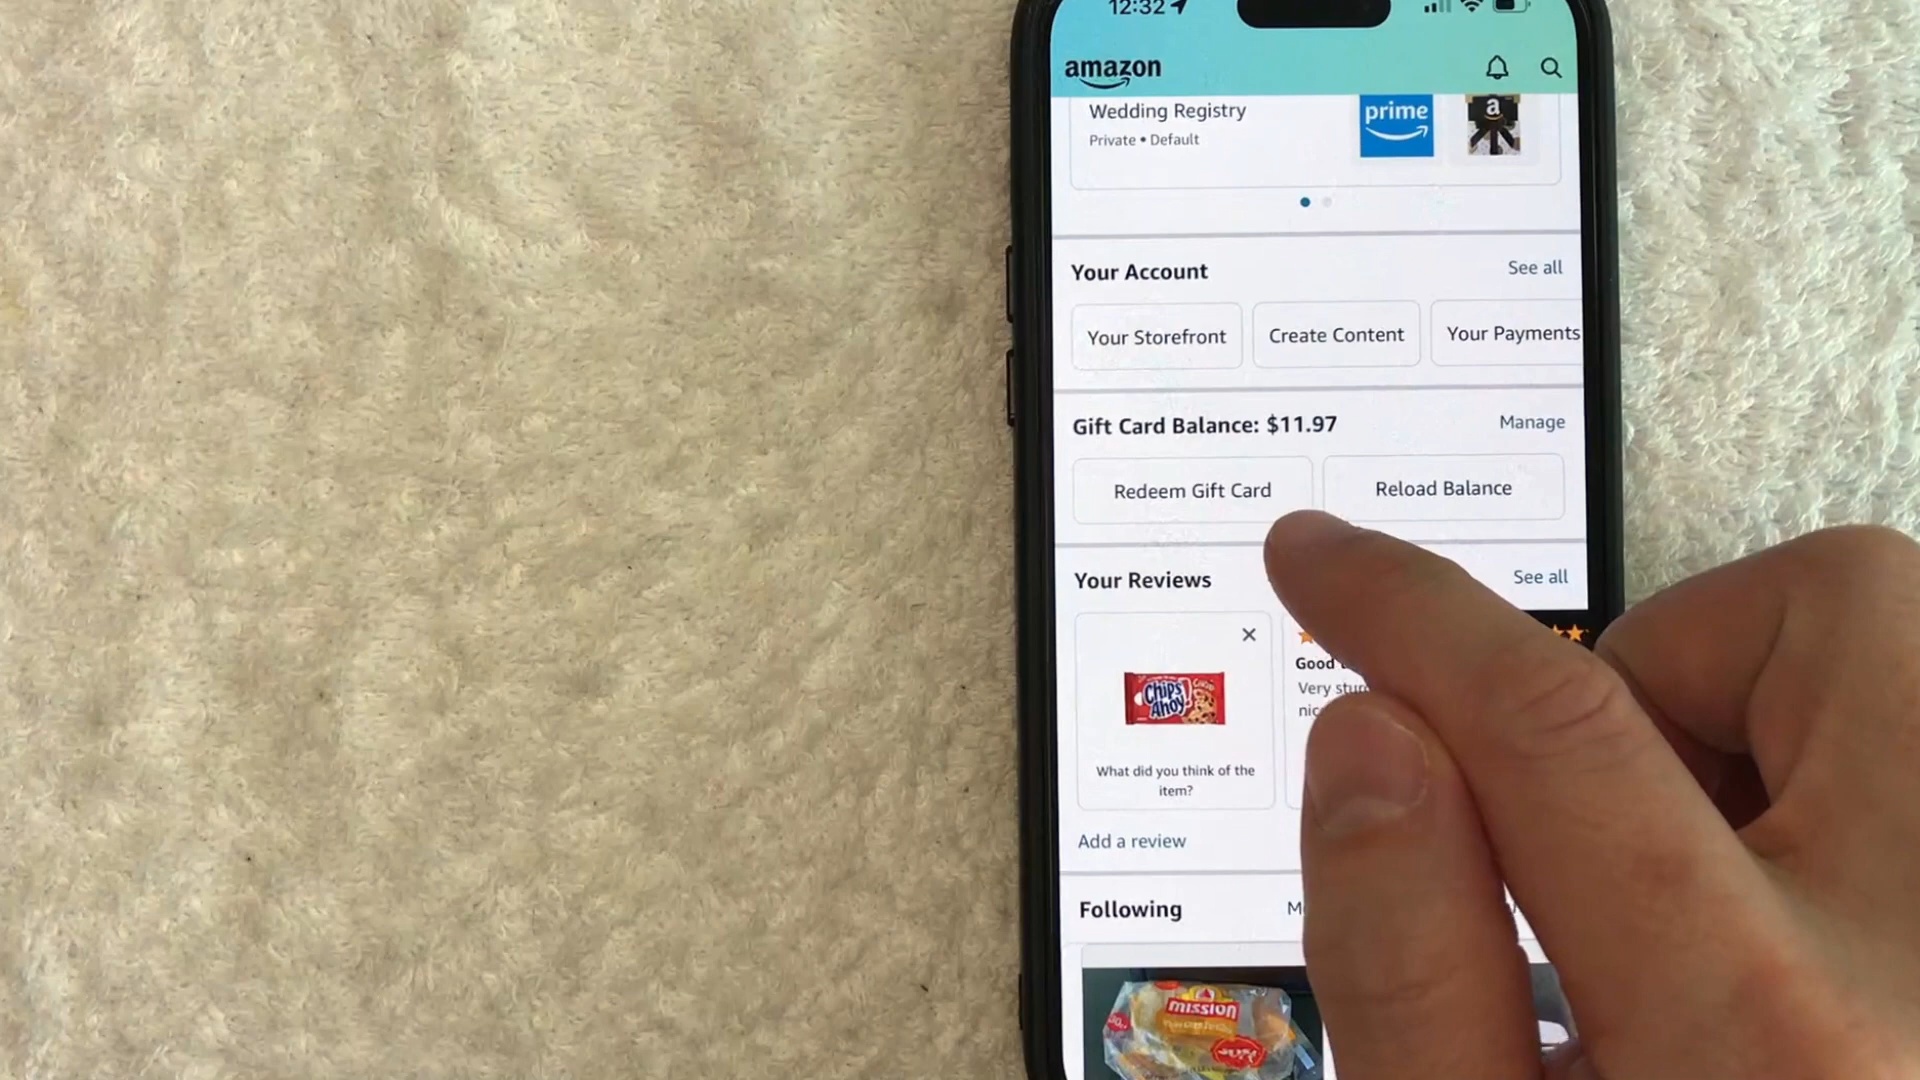 12:32
amazon
Wedding Registry
Private • Default
prime
a
Your Account
See all
Your Storefront
Create Content
Your Payments
Gift Card Balance: $11.97
Manage
Redeem Gift Card
Reload Balance
Your Reviews
See all
Good
Very
Chips Ahoy!
What did you think of the
item?
Add a review
Following
MISSION